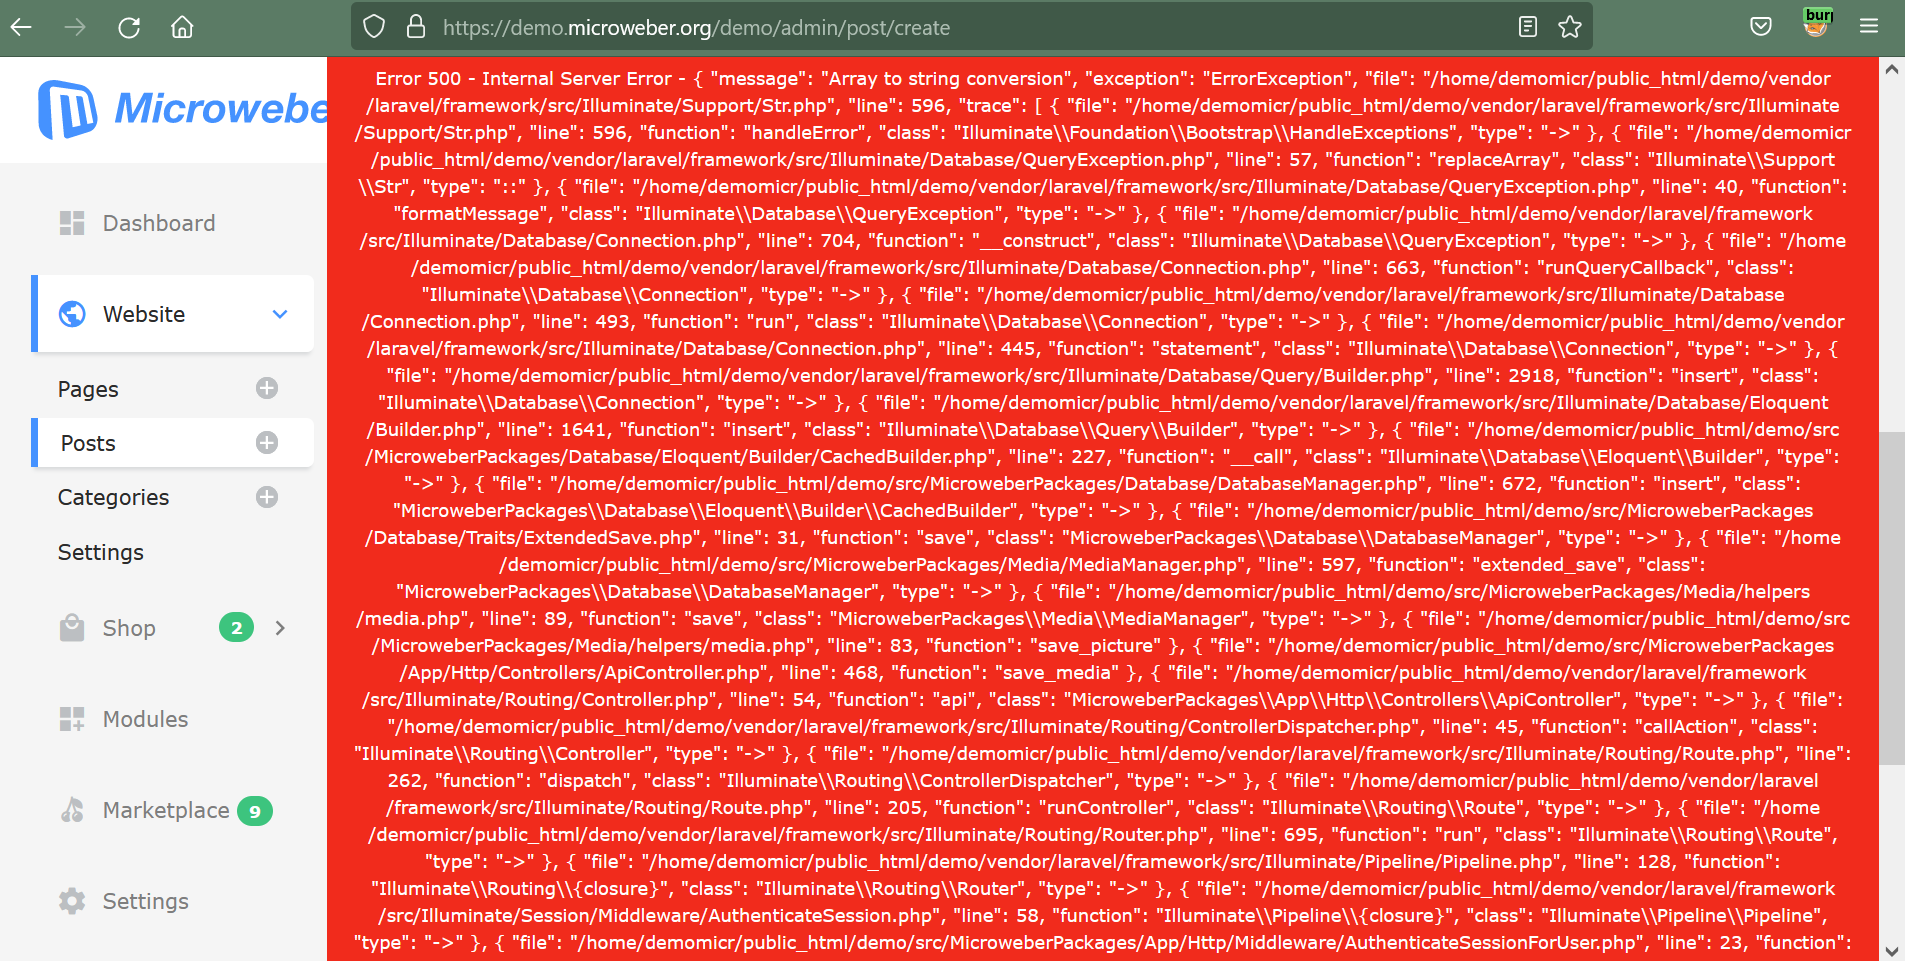 https://demo.microweber.org/demo/admin/post/create
burp
Microwebe
Dashboard
Website
Pages
Posts
Categories
Settings
Shop 2
Modules
Marketplace 9
Settings
Error 500 - Internal Server Error - { "message": "Array to string conversion", "exception": "ErrorException", "file": "/home/demomicr/public_html/demo/vendor
/laravel/framework/src/Illuminate/Support/Str.php", "line": 596, "trace": [ { "file": "/home/demomicr/public_html/demo/vendor/laravel/framework/src/Illuminate
/Support/Str.php", "line": 596, "function": "handleError", "class": "Illuminate\\Foundation\\Bootstrap\\HandleExceptions", "type": "->" }, { "file": "/home/demomicr
/public_html/demo/vendor/laravel/framework/src/Illuminate/Database/QueryException.php", "line": 57, "function": "replaceArray", "class": "Illuminate\\Support
\\Str", "type": "::" }, { "file": "/home/demomicr/public_html/demo/vendor/laravel/framework/src/Illuminate/Database/QueryException.php", "line": 40, "function":
"formatMessage", "class": "Illuminate\\Database\\QueryException", "type": "->" }, { "file": "/home/demomicr/public_html/demo/vendor/laravel/framework
/src/Illuminate/Database/Connection.php", "line": 704, "function": "__construct", "class": "Illuminate\\Database\\QueryException", "type": "->" }, { "file": "/home
/demomicr/public_html/demo/vendor/laravel/framework/src/Illuminate/Database/Connection.php", "line": 663, "function": "runQueryCallback", "class":
"Illuminate\\Database\\Connection", "type": "->" }, { "file": "/home/demomicr/public_html/demo/vendor/laravel/framework/src/Illuminate/Database
/Connection.php", "line": 493, "function": "run", "class": "Illuminate\\Database\\Connection", "type": "->" }, { "file": "/home/demomicr/public_html/demo/vendor
/laravel/framework/src/Illuminate/Database/Connection.php", "line": 445, "function": "statement", "class": "Illuminate\\Database\\Connection", "type": "->" }, {
"file": "/home/demomicr/public_html/demo/vendor/laravel/framework/src/Illuminate/Database/Query/Builder.php", "line": 2918, "function": "insert", "class":
"Illuminate\\Database\\Connection", "type": "->" }, { "file": "/home/demomicr/public_html/demo/vendor/laravel/framework/src/Illuminate/Database/Eloquent
/Builder.php", "line": 1641, "function": "insert", "class": "Illuminate\\Database\\Query\\Builder", "type": "->" }, { "file": "/home/demomicr/public_html/demo/src
/MicroweberPackages/Database/Eloquent/Builder/CachedBuilder.php", "line": 227, "function": "__call", "class": "Illuminate\\Database\\Eloquent\\Builder", "type":
"->" }, { "file": "/home/demomicr/public_html/demo/src/MicroweberPackages/Database/DatabaseManager.php", "line": 672, "function": "insert", "class":
"MicroweberPackages\\Database\\Eloquent\\Builder\\CachedBuilder", "type": "->" }, { "file": "/home/demomicr/public_html/demo/src/MicroweberPackages
/Database/Traits/ExtendedSave.php", "line": 31, "function": "save", "class": "MicroweberPackages\\Database\\DatabaseManager", "type": "->" }, { "file": "/home
/demomicr/public_html/demo/src/MicroweberPackages/Media/MediaManager.php", "line": 597, "function": "extended_save", "class":
"MicroweberPackages\\Database\\DatabaseManager", "type": "->" }, { "file": "/home/demomicr/public_html/demo/src/MicroweberPackages/Media/helpers
/media.php", "line": 89, "function": "save", "class": "MicroweberPackages\\Media\\MediaManager", "type": "->" }, { "file": "/home/demomicr/public_html/demo/src
/MicroweberPackages/Media/helpers/media.php", "line": 83, "function": "save_picture" }, { "file": "/home/demomicr/public_html/demo/src/MicroweberPackages
/App/Http/Controllers/ApiController.php", "line": 468, "function": "save_media" }, { "file": "/home/demomicr/public_html/demo/vendor/laravel/framework
/src/Illuminate/Routing/Controller.php", "line": 54, "function": "api", "class": "MicroweberPackages\\App\\Http\\Controllers\\ApiController", "type": "->" }, { "file":
"/home/demomicr/public_html/demo/vendor/laravel/framework/src/Illuminate/Routing/ControllerDispatcher.php", "line": 45, "function": "callAction", "class":
"Illuminate\\Routing\\Controller", "type": "->" }, { "file": "/home/demomicr/public_html/demo/vendor/laravel/framework/src/Illuminate/Routing/Route.php", "line":
262, "function": "dispatch", "class": "Illuminate\\Routing\\ControllerDispatcher", "type": "->" }, { "file": "/home/demomicr/public_html/demo/vendor/laravel
/framework/src/Illuminate/Routing/Route.php", "line": 205, "function": "runController", "class": "Illuminate\\Routing\\Route", "type": "->" }, { "file": "/home
/demomicr/public_html/demo/vendor/laravel/framework/src/Illuminate/Routing/Router.php", "line": 695, "function": "run", "class": "Illuminate\\Routing\\Route",
"type": "->" }, { "file": "/home/demomicr/public_html/demo/vendor/laravel/framework/src/Illuminate/Pipeline/Pipeline.php", "line": 128, "function":
"Illuminate\\Routing\\{closure}", "class": "Illuminate\\Routing\\Router", "type": "->" }, { "file": "/home/demomicr/public_html/demo/vendor/laravel/framework
/src/Illuminate/Session/Middleware/AuthenticateSession.php", "line": 58, "function": "Illuminate\\Pipeline\\{closure}", "class": "Illuminate\\Pipeline\\Pipeline",
"type": "->" }, { "file": "/home/demomicr/public_html/demo/src/MicroweberPackages/App/Http/Middleware/AuthenticateSessionForUser.php", "line": 23, "function":